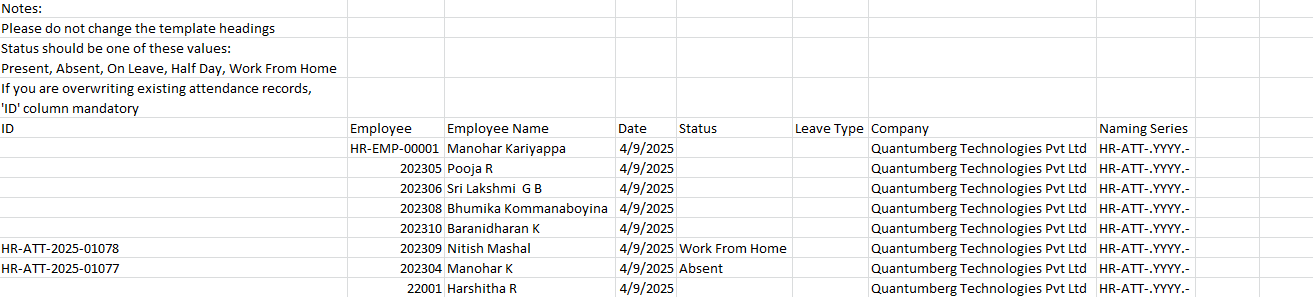 Notes:
Please do not change the template headings
Status should be one of these values:
Present, Absent, On Leave, Half Day, Work From Home
If you are overwriting existing attendance records,
'ID' column mandatory
ID Employee Employee Name Date Status Leave Type Company Naming Series
HR-EMP-00001 Manohar Kariyappa 4/9/2025 Quantumberg Technologies Pvt Ltd HR-ATT-.YYYY.-
202305 Pooja R 4/9/2025 Quantumberg Technologies Pvt Ltd HR-ATT-.YYYY.-
202306 Sri Lakshmi  G B 4/9/2025 Quantumberg Technologies Pvt Ltd HR-ATT-.YYYY.-
202308 Bhumika Kommanaboyina 4/9/2025 Quantumberg Technologies Pvt Ltd HR-ATT-.YYYY.-
202310 Baranidharan K 4/9/2025 Quantumberg Technologies Pvt Ltd HR-ATT-.YYYY.-
HR-ATT-2025-01078 202309 Nitish Mashal 4/9/2025 Work From Home Quantumberg Technologies Pvt Ltd HR-ATT-.YYYY.-
HR-ATT-2025-01077 202304 Manohar K 4/9/2025 Absent Quantumberg Technologies Pvt Ltd HR-ATT-.YYYY.-
22001 Harshitha R 4/9/2025 Quantumberg Technologies Pvt Ltd HR-ATT-.YYYY.-